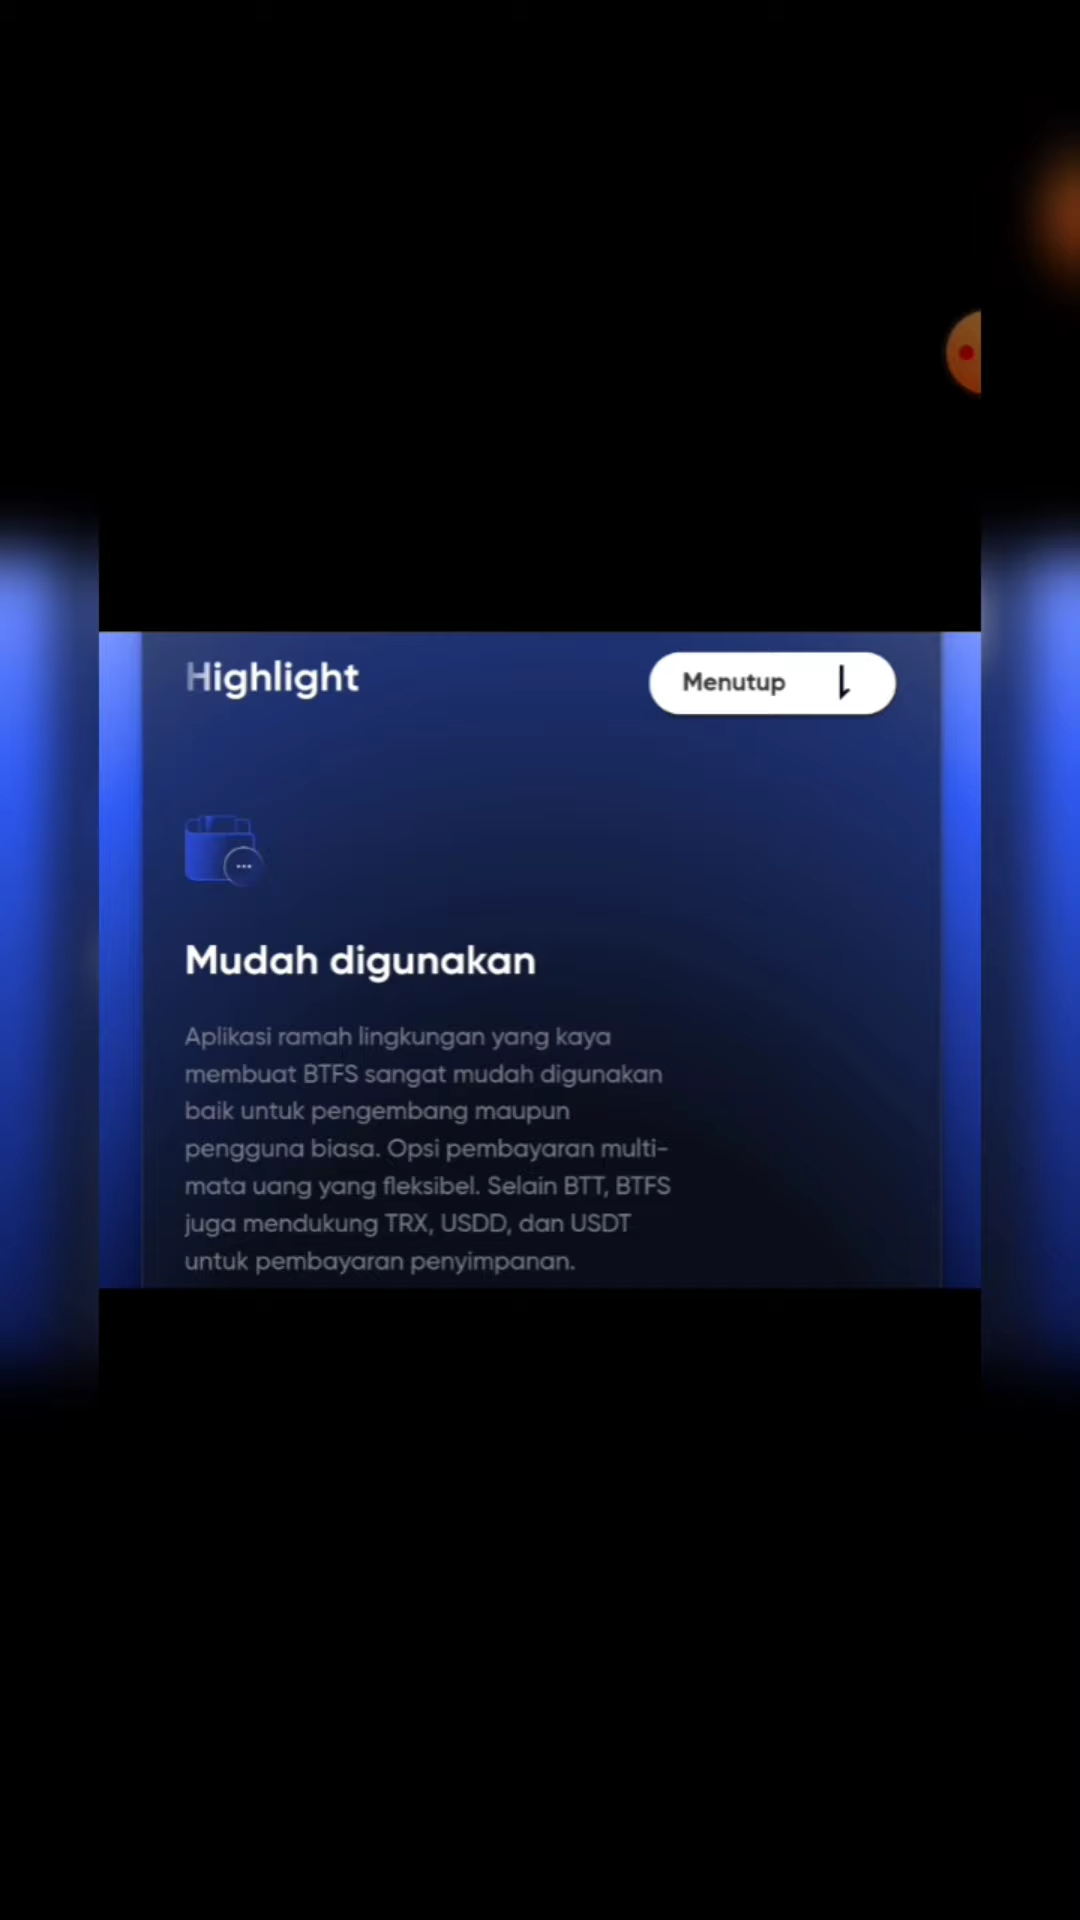 Highlight
Menutup
Mudah digunakan
Aplikasi ramah lingkungan yang kaya
membuat BTFS sangat mudah digunakan
baik untuk pengembang maupun
pengguna biasa. Opsi pembayaran multi-
mata uang yang fleksibel. Selain BTT, BTFS
juga mendukung TRX, USDD, dan USDT
untuk pembayaran penyimpanan.